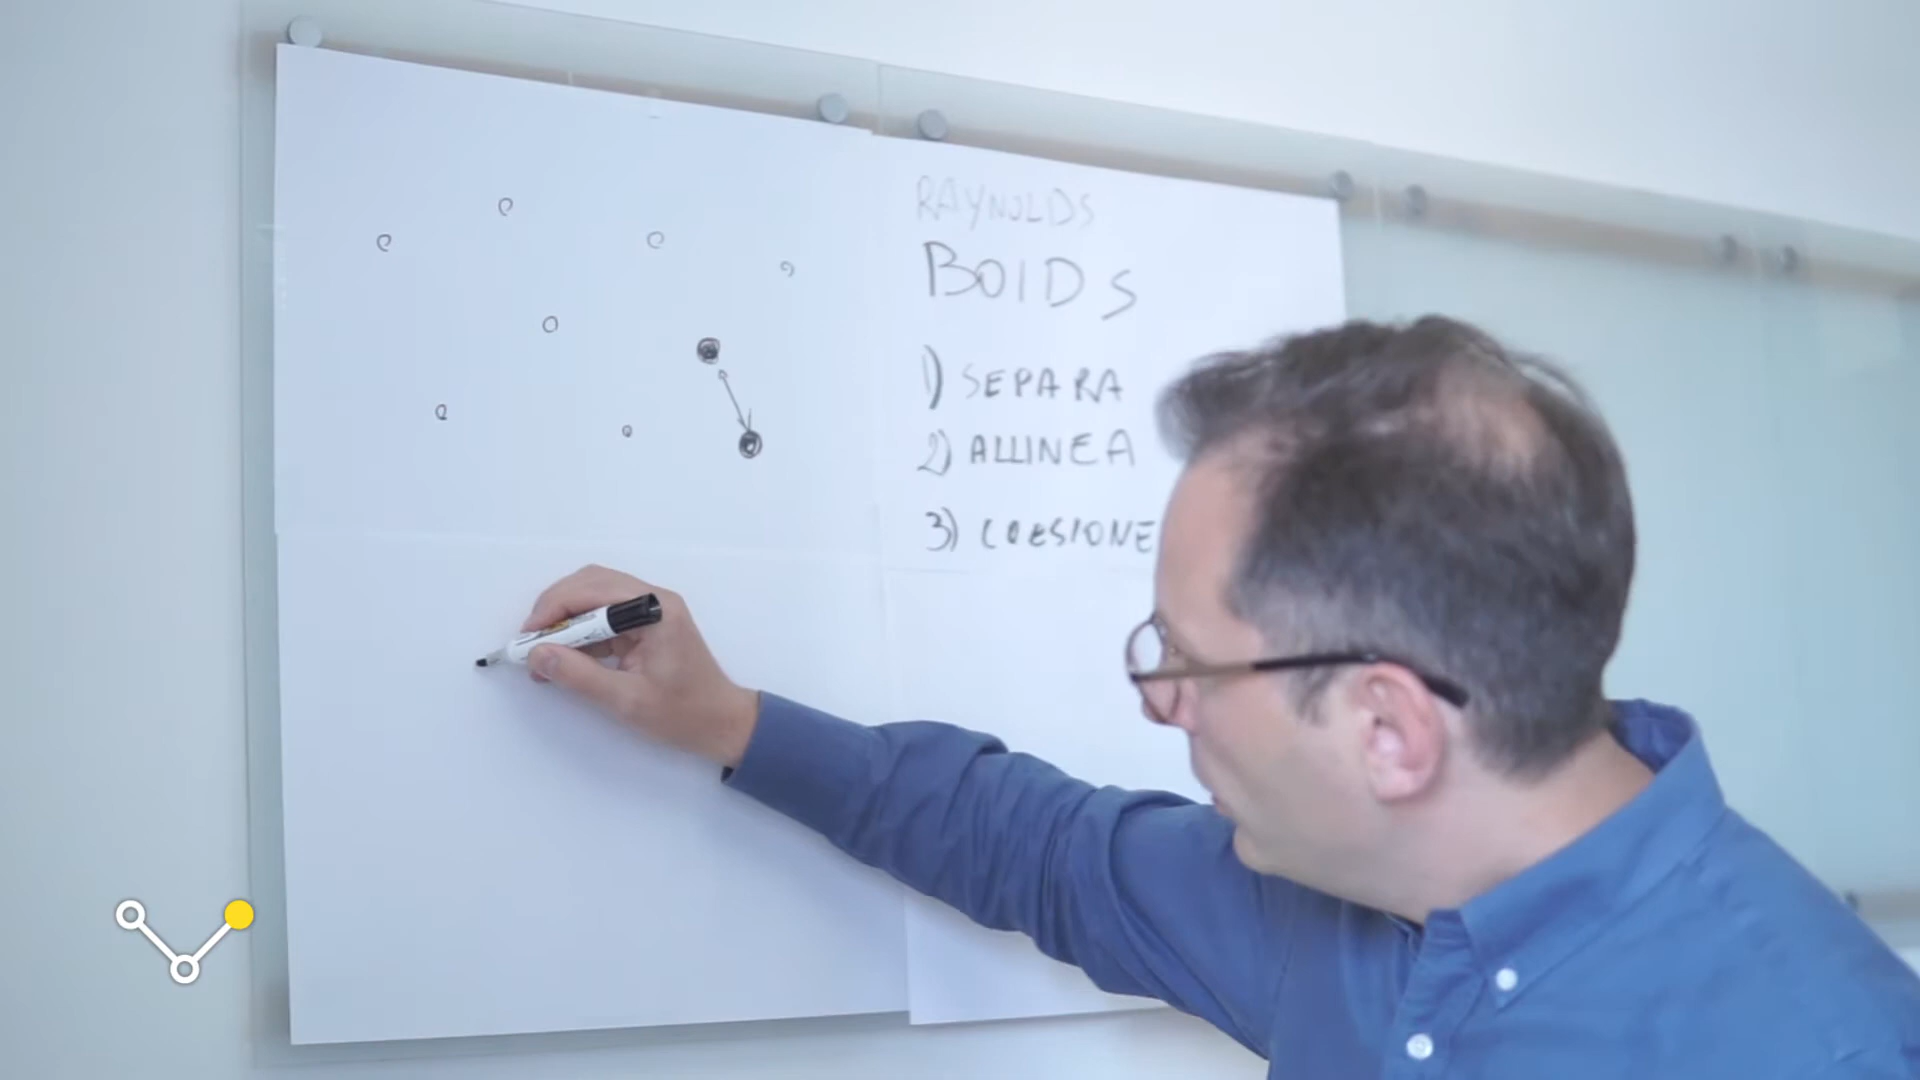 RAYNOLDS
BOIDS
1) SEPARA
2) ALLINEA
3) COESIONE